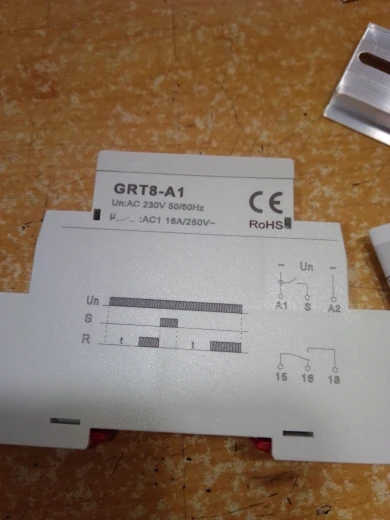 GRT8-A1
Un:AC 230V 50/60Hz
:AC1 16A/250V~
CE
RoHS
Un
A1 S A2
Un
S
R t t
15 16 18